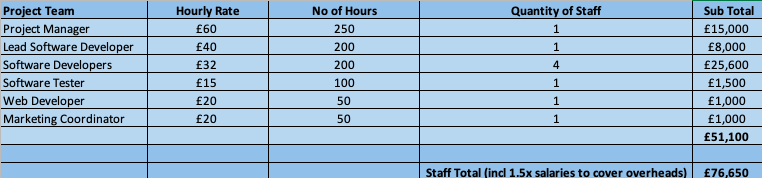 Project Team Hourly Rate No of Hours Quantity of Staff Sub Total
Project Manager £60 250 1 £15,000
Lead Software Developer £40 200 1 £8,000
Software Developers £32 200 4 £25,600
Software Tester £15 100 1 £1,500
Web Developer £20 50 1 £1,000
Marketing Coordinator £20 50 1 £1,000
£51,100
Staff Total (incl 1.5x salaries to cover overheads) £76,650